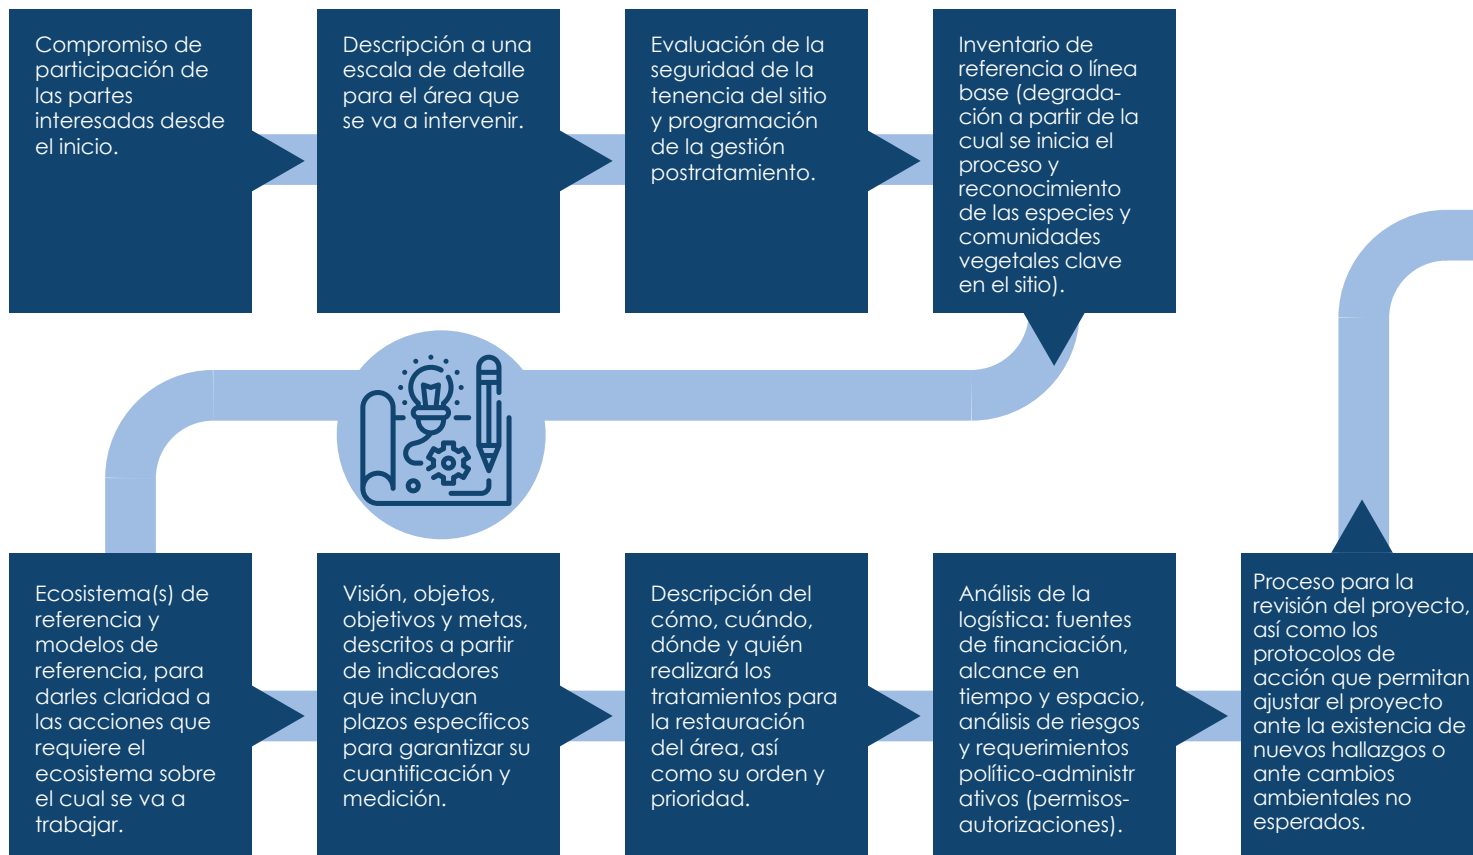 Compromiso de
participación de
las partes
interesadas desde
el inicio.
Descripción a una
escala de detalle
para el área que
se va a intervenir.
Evaluación de la
seguridad de la
tenencia del sitio
y programación
de la gestión
postratamiento.
Inventario de
referencia o línea
base (degrada-
ción a partir de la
cual se inicia el
proceso y
reconocimiento
de las especies y
comunidades
vegetales clave
en el sitio).
Ecosistema(s) de
referencia y
modelos de
referencia, para
darles claridad a
las acciones que
requiere el
ecosistema sobre
el cual se va a
trabajar.
Visión, objetos,
objetivos y metas,
descritos a partir
de indicadores
que incluyan
plazos específicos
para garantizar su
cuantificación y
medición.
Descripción del
cómo, cuándo,
dónde y quién
realizará los
tratamientos para
la restauración
del área, así
como su orden y
prioridad.
Análisis de la
logística: fuentes
de financiación,
alcance en
tiempo y espacio,
análisis de riesgos
y requerimientos
político-administr
ativos (permisos-
autorizaciones).
Proceso para la
revisión del proyecto,
así como los
protocolos de
acción que permitan
ajustar el proyecto
ante la existencia de
nuevos hallazgos o
ante cambios
ambientales no
esperados.